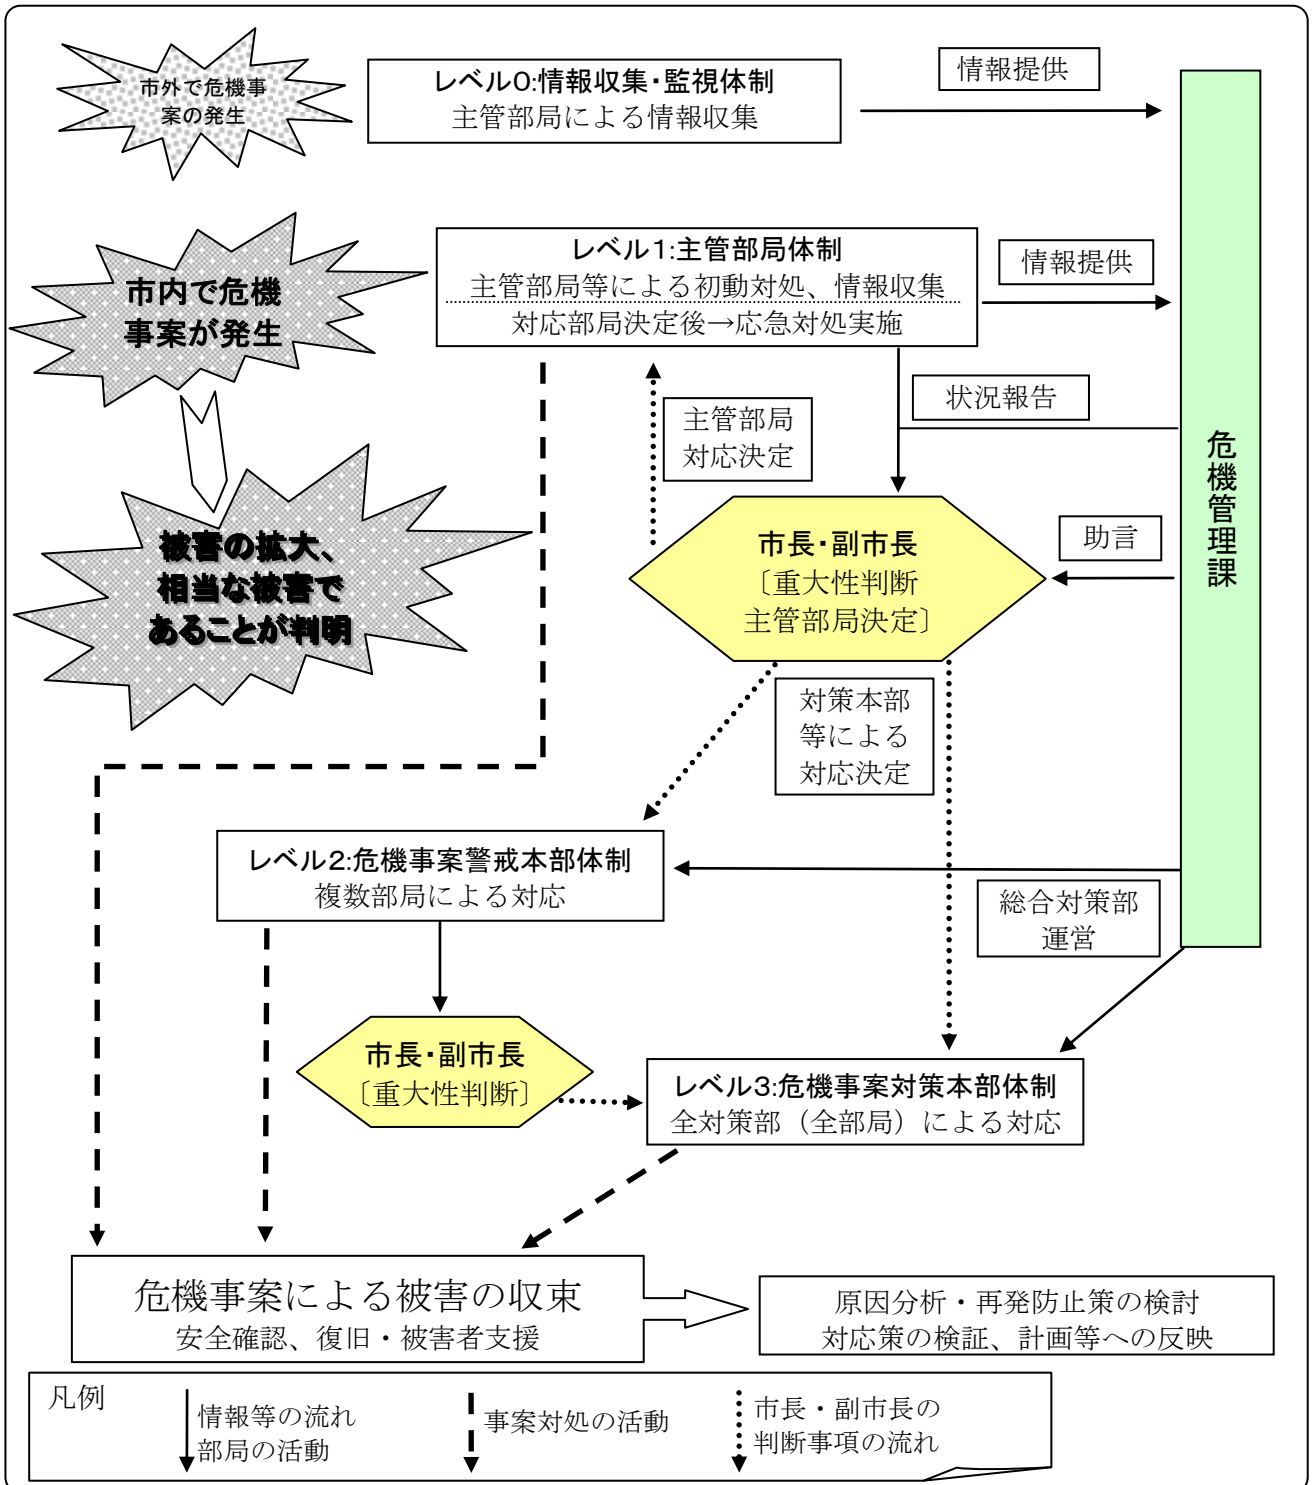 市外で危機事
案の発生
レベル0:情報収集・監視体制
主管部局による情報収集
情報提供
市内で危機
事案が発生
レベル1:主管部局体制
主管部局等による初動対処、情報収集
対応部局決定後→応急対処実施
情報提供
状況報告
主管部局
対応決定
危機管理課
被害の拡大、
相当な被害で
あることが判明
市長・副市長
〔重大性判断
主管部局決定〕
助言
対策本部
等による
対応決定
レベル2:危機事案警戒本部体制
複数部局による対応
総合対策部
運営
市長・副市長
〔重大性判断〕
レベル3:危機事案対策本部体制
全対策部（全部局）による対応
危機事案による被害の収束
安全確認、復旧・被害者支援
原因分析・再発防止策の検討
対応策の検証、計画等への反映
凡例
情報等の流れ
部局の活動
事案対処の活動
市長・副市長の
判断事項の流れ